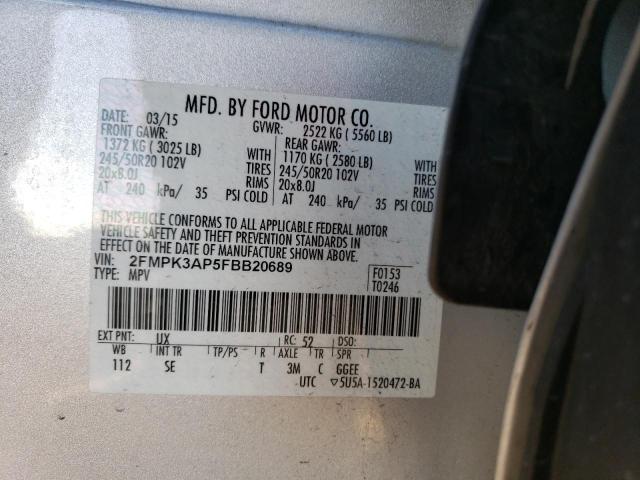 MFD. BY FORD MOTOR CO.
DATE: 03/15 GVWR: 2522 KG ( 5560 LB)
FRONT GAWR: REAR GAWR:
1372 KG ( 3025 LB) WITH 1170 KG ( 2580 LB) WITH
245/50R20 102V TIRES 245/50R20 102V TIRES
20x8.0J RIMS 20x8.0J RIMS
AT 240 kPa/ 35 PSI COLD AT 240 kPa/ 35 PSI COLD
THIS VEHICLE CONFORMS TO ALL APPLICABLE FEDERAL MOTOR
VEHICLE SAFETY AND THEFT PREVENTION STANDARDS IN
EFFECT ON THE DATE OF MANUFACTURE SHOWN ABOVE.
VIN: 2FMPK3AP5FBB20689 F0153
TYPE: MPV T0246
EXT PNT: UX RC: 52 DSO:
WB INT TR TP/PS R AXLE TR SPR
112 SE T 3M C GGEE
UTC ▽5U5A-1520472-BA